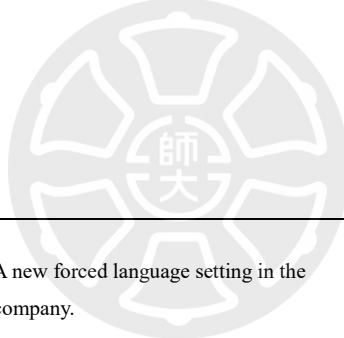 師
大
A new forced language setting in the
company.